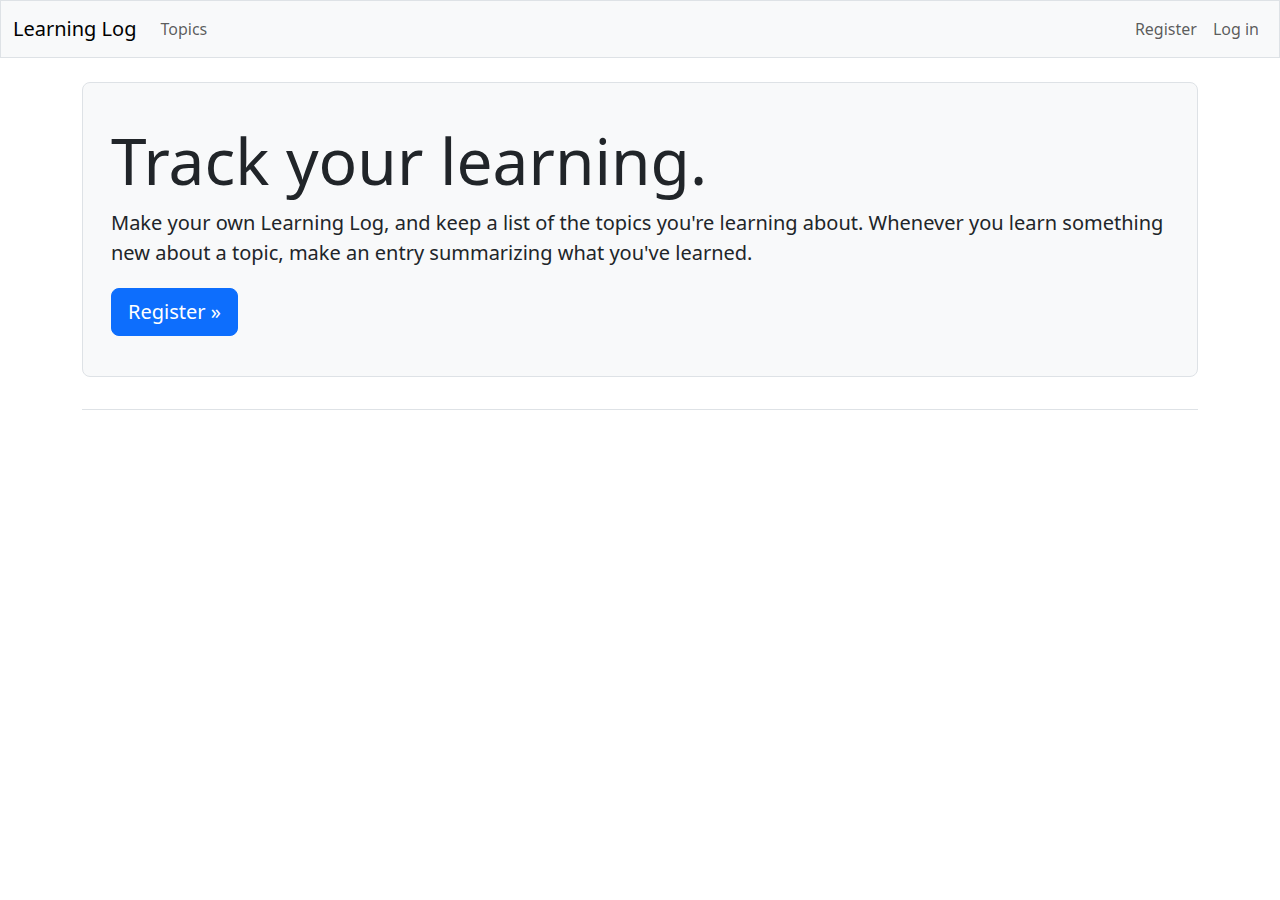 Learning Log Topics Register Log in
Track your learning.
Make your own Learning Log, and keep a list of the topics you're learning about. Whenever you learn something
new about a topic, make an entry summarizing what you've learned.
Register »